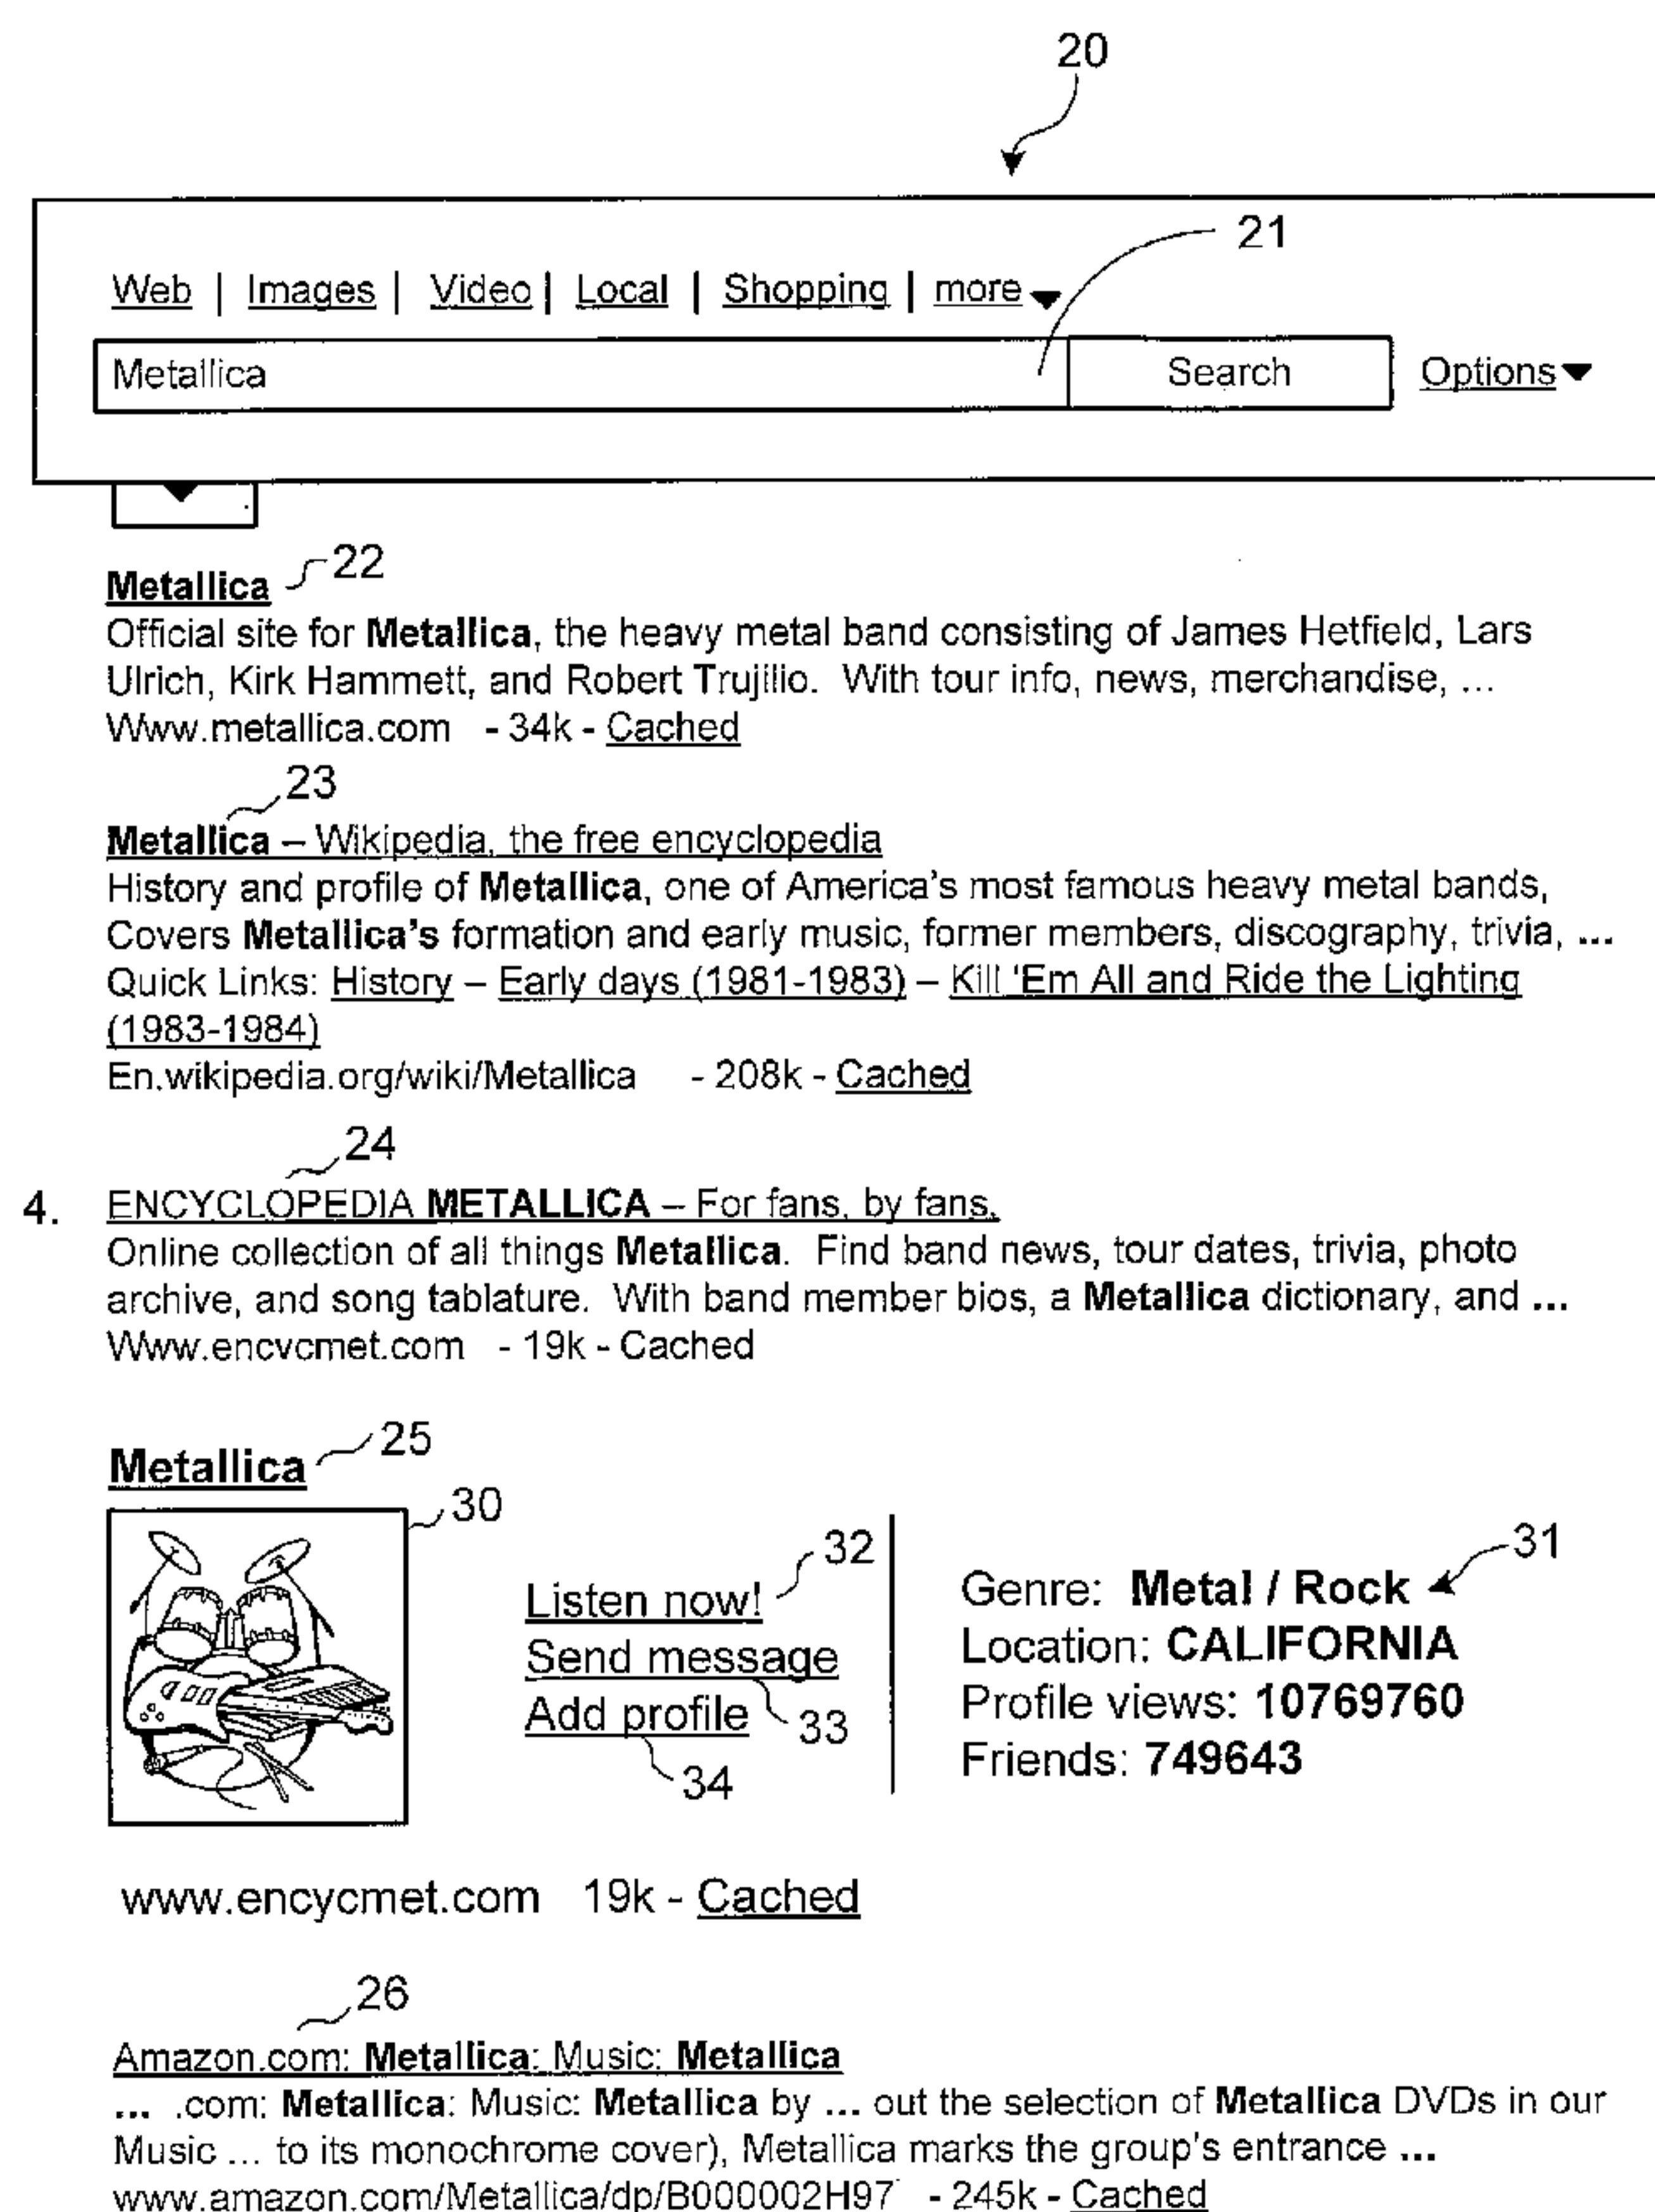 20
21
Web | Images | Video | Local | Shopping | more
Metallica Search Options
Metallica 22
Official site for Metallica, the heavy metal band consisting of James Hetfield, Lars
Ulrich, Kirk Hammett, and Robert Trujillo. With tour info, news, merchandise, ...
Www.metallica.com - 34k - Cached
23
Metallica – Wikipedia, the free encyclopedia
History and profile of Metallica, one of America's most famous heavy metal bands,
Covers Metallica's formation and early music, former members, discography, trivia, ...
Quick Links: History – Early days (1981-1983) – Kill 'Em All and Ride the Lighting
(1983-1984)
En.wikipedia.org/wiki/Metallica - 208k - Cached
24
4. ENCYCLOPEDIA METALLICA – For fans, by fans,
Online collection of all things Metallica. Find band news, tour dates, trivia, photo
archive, and song tablature. With band member bios, a Metallica dictionary, and ...
Www.encvcmet.com - 19k - Cached
Metallica 25
30
32
31
Listen now!
Send message
Add profile
33
34
Genre: Metal / Rock
Location: CALIFORNIA
Profile views: 10769760
Friends: 749643
www.encycmet.com 19k - Cached
26
Amazon.com: Metallica: Music: Metallica
... .com: Metallica: Music: Metallica by ... out the selection of Metallica DVDs in our
Music ... to its monochrome cover), Metallica marks the group's entrance ...
www.amazon.com/Metallica/dp/B000002H97 - 245k - Cached